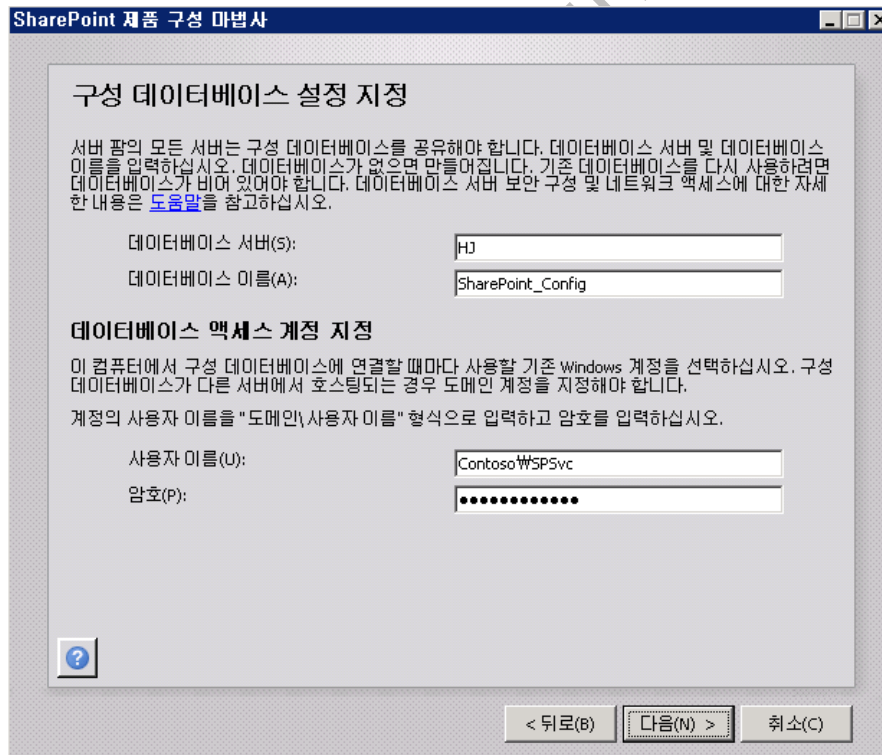 SharePoint 제품 구성 마법사
구성 데이터베이스 설정 지정
서버 팜의 모든 서버는 구성 데이터베이스를 공유해야 합니다. 데이터베이스 서버 및 데이터베이스
이름을 입력하십시오. 데이터베이스가 없으면 만들어집니다. 기존 데이터베이스를 다시 사용하려면
데이터베이스가 비어 있어야 합니다. 데이터베이스 서버 보안 구성 및 네트워크 액세스에 대한 자세
한 내용은 도움말을 참고하십시오.
데이터베이스 서버(S): HJ
데이터베이스 이름(A): SharePoint_Config
데이터베이스 액세스 계정 지정
이 컴퓨터에서 구성 데이터베이스에 연결할 때마다 사용할 기존 Windows 계정을 선택하십시오. 구성
데이터베이스가 다른 서버에서 호스팅되는 경우 도메인 계정을 지정해야 합니다.
계정의 사용자 이름을 "도메인\사용자 이름" 형식으로 입력하고 암호를 입력하십시오.
사용자 이름(U): Contoso₩SPSvc
암호(P): ●●●●●●●●●●●●
?
< 뒤로(B) 다음(N) > 취소(C)